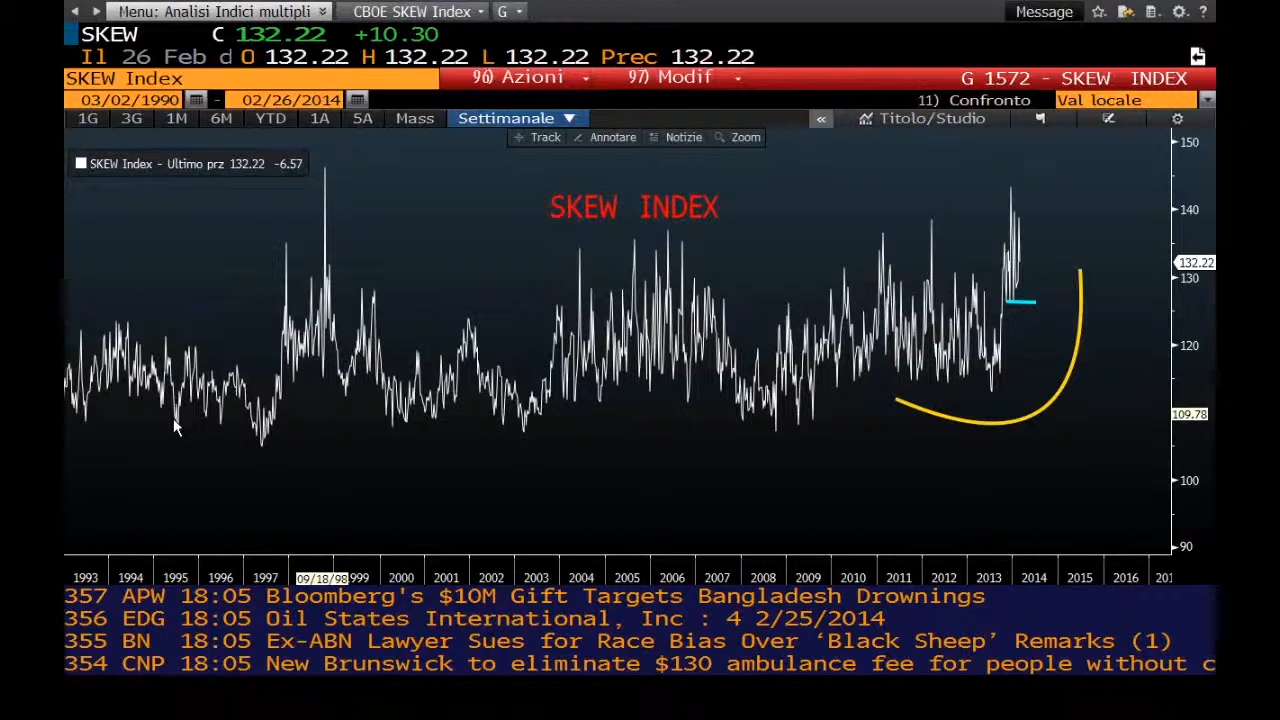 Menu: Analisi Indici multipli CBOE SKEW Index G Message ?
SKEW C 132.22 +10.30
Il 26 Feb d O 132.22 H 132.22 L 132.22 Prec 132.22
SKEW Index 96) Azioni 97) Modif G 1572 - SKEW INDEX
03/02/1990 - 02/26/2014 11) Confronto Val locale
1G 3G 1M 6M YTD 1A 5A Mass Settimanale ▼ « Titolo/Studio
Track Annotare Notizie Zoom
SKEW Index - Ultimo prz 132.22 -6.57
SKEW INDEX
150
140
132.22
130
120
109.78
100
90
1993 1994 1995 1996 1997 09/18/98 999 2000 2001 2002 2003 2004 2005 2006 2007 2008 2009 2010 2011 2012 2013 2014 2015 2016 201
357 APW 18:05 Bloomberg's $10M Gift Targets Bangladesh Drownings
356 EDG 18:05 Oil States International, Inc : 4 2/25/2014
355 BN 18:05 Ex-ABN Lawyer Sues for Race Bias Over ‘Black Sheep’ Remarks (1)
354 CNP 18:05 New Brunswick to eliminate $130 ambulance fee for people without c